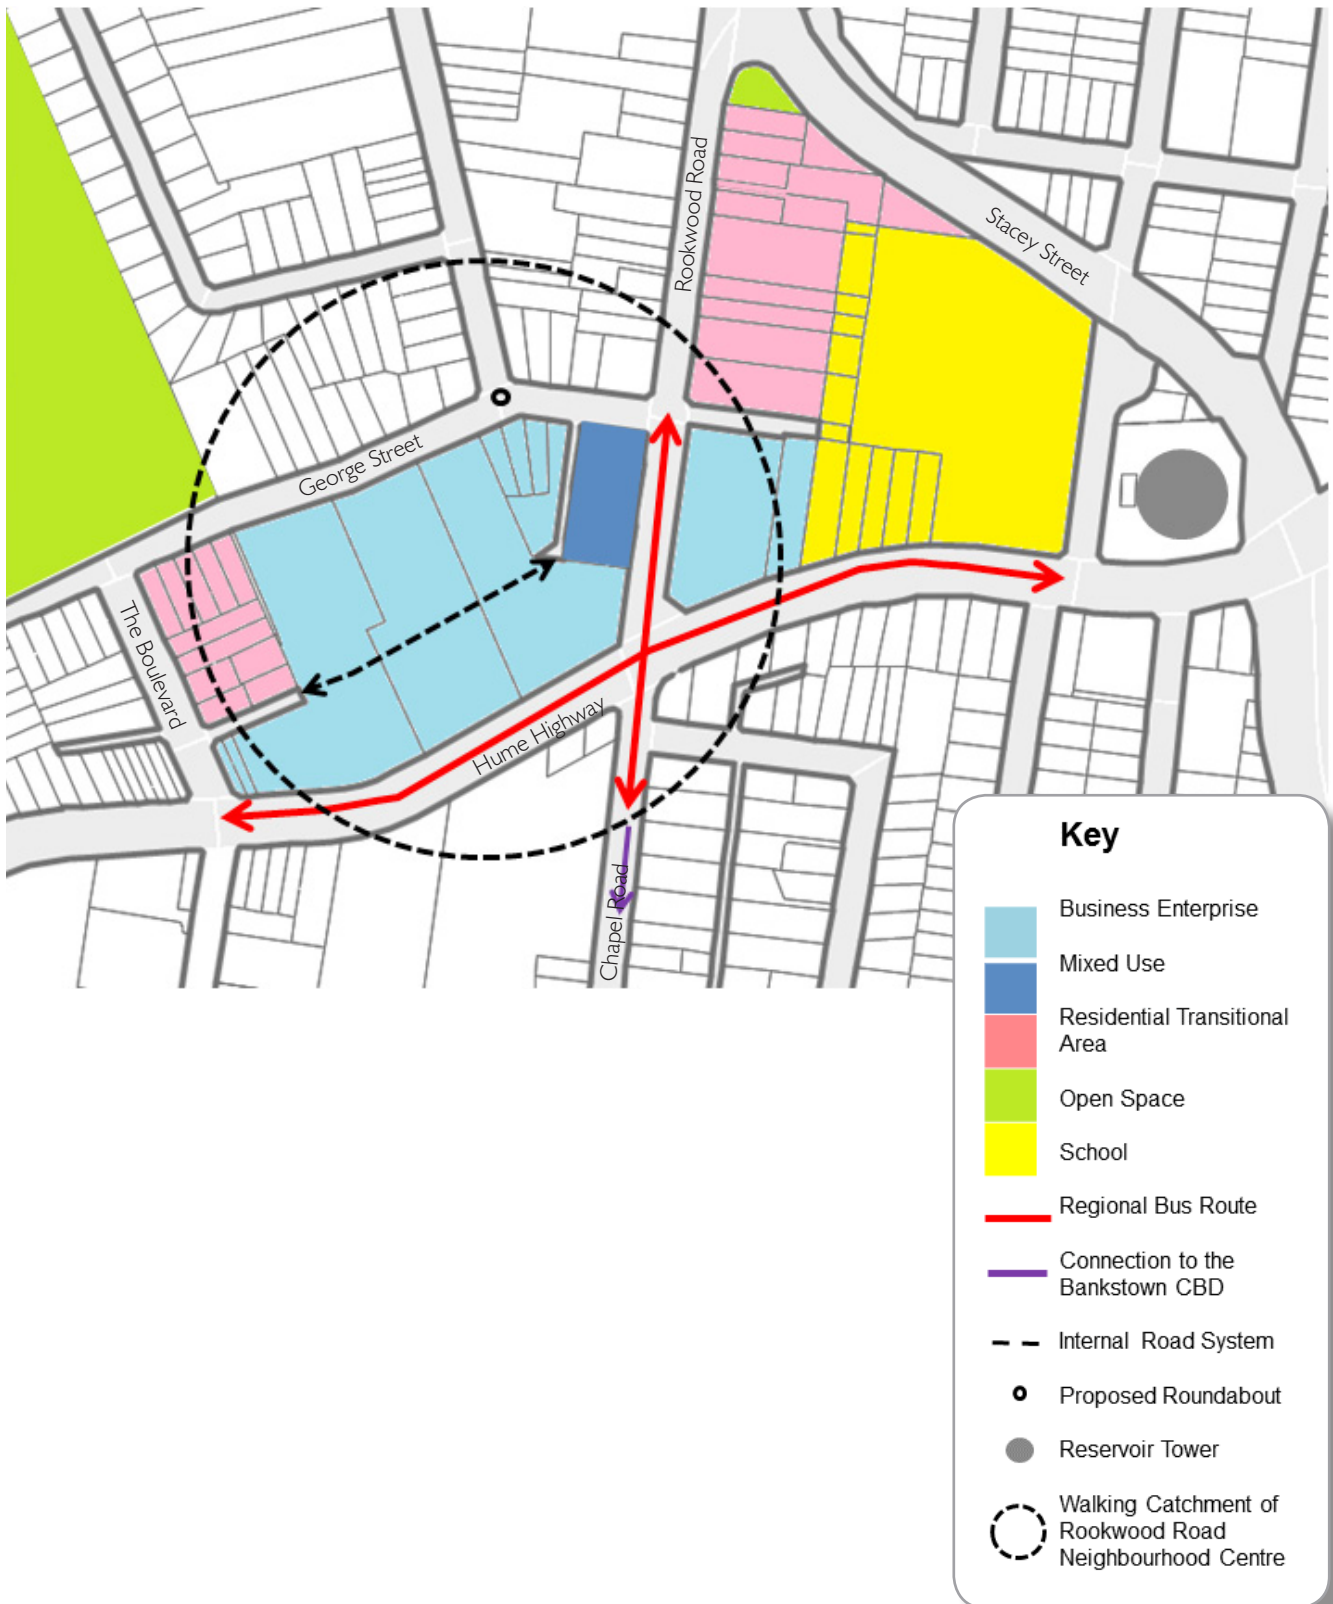 Rookwood Road
Stacey Street
George Street
The Boulevard
Hume Highway
Chapel Road
Key
Business Enterprise
Mixed Use
Residential Transitional
Area
Open Space
School
Regional Bus Route
Connection to the
Bankstown CBD
Internal Road System
Proposed Roundabout
Reservoir Tower
Walking Catchment of
Rookwood Road
Neighbourhood Centre